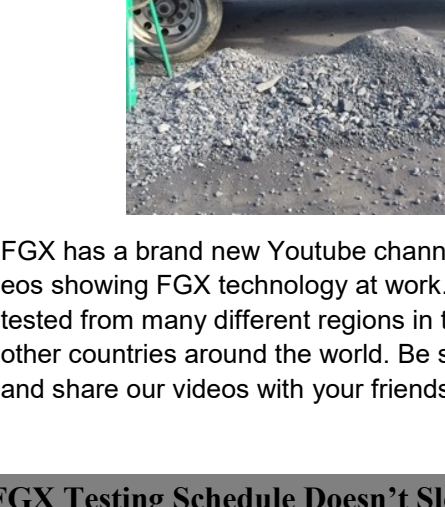 FGX has a brand new Youtube chann
eos showing FGX technology at work.
tested from many different regions in t
other countries around the world. Be s
and share our videos with your friends
FGX Testing Schedule Doesn’t Sl